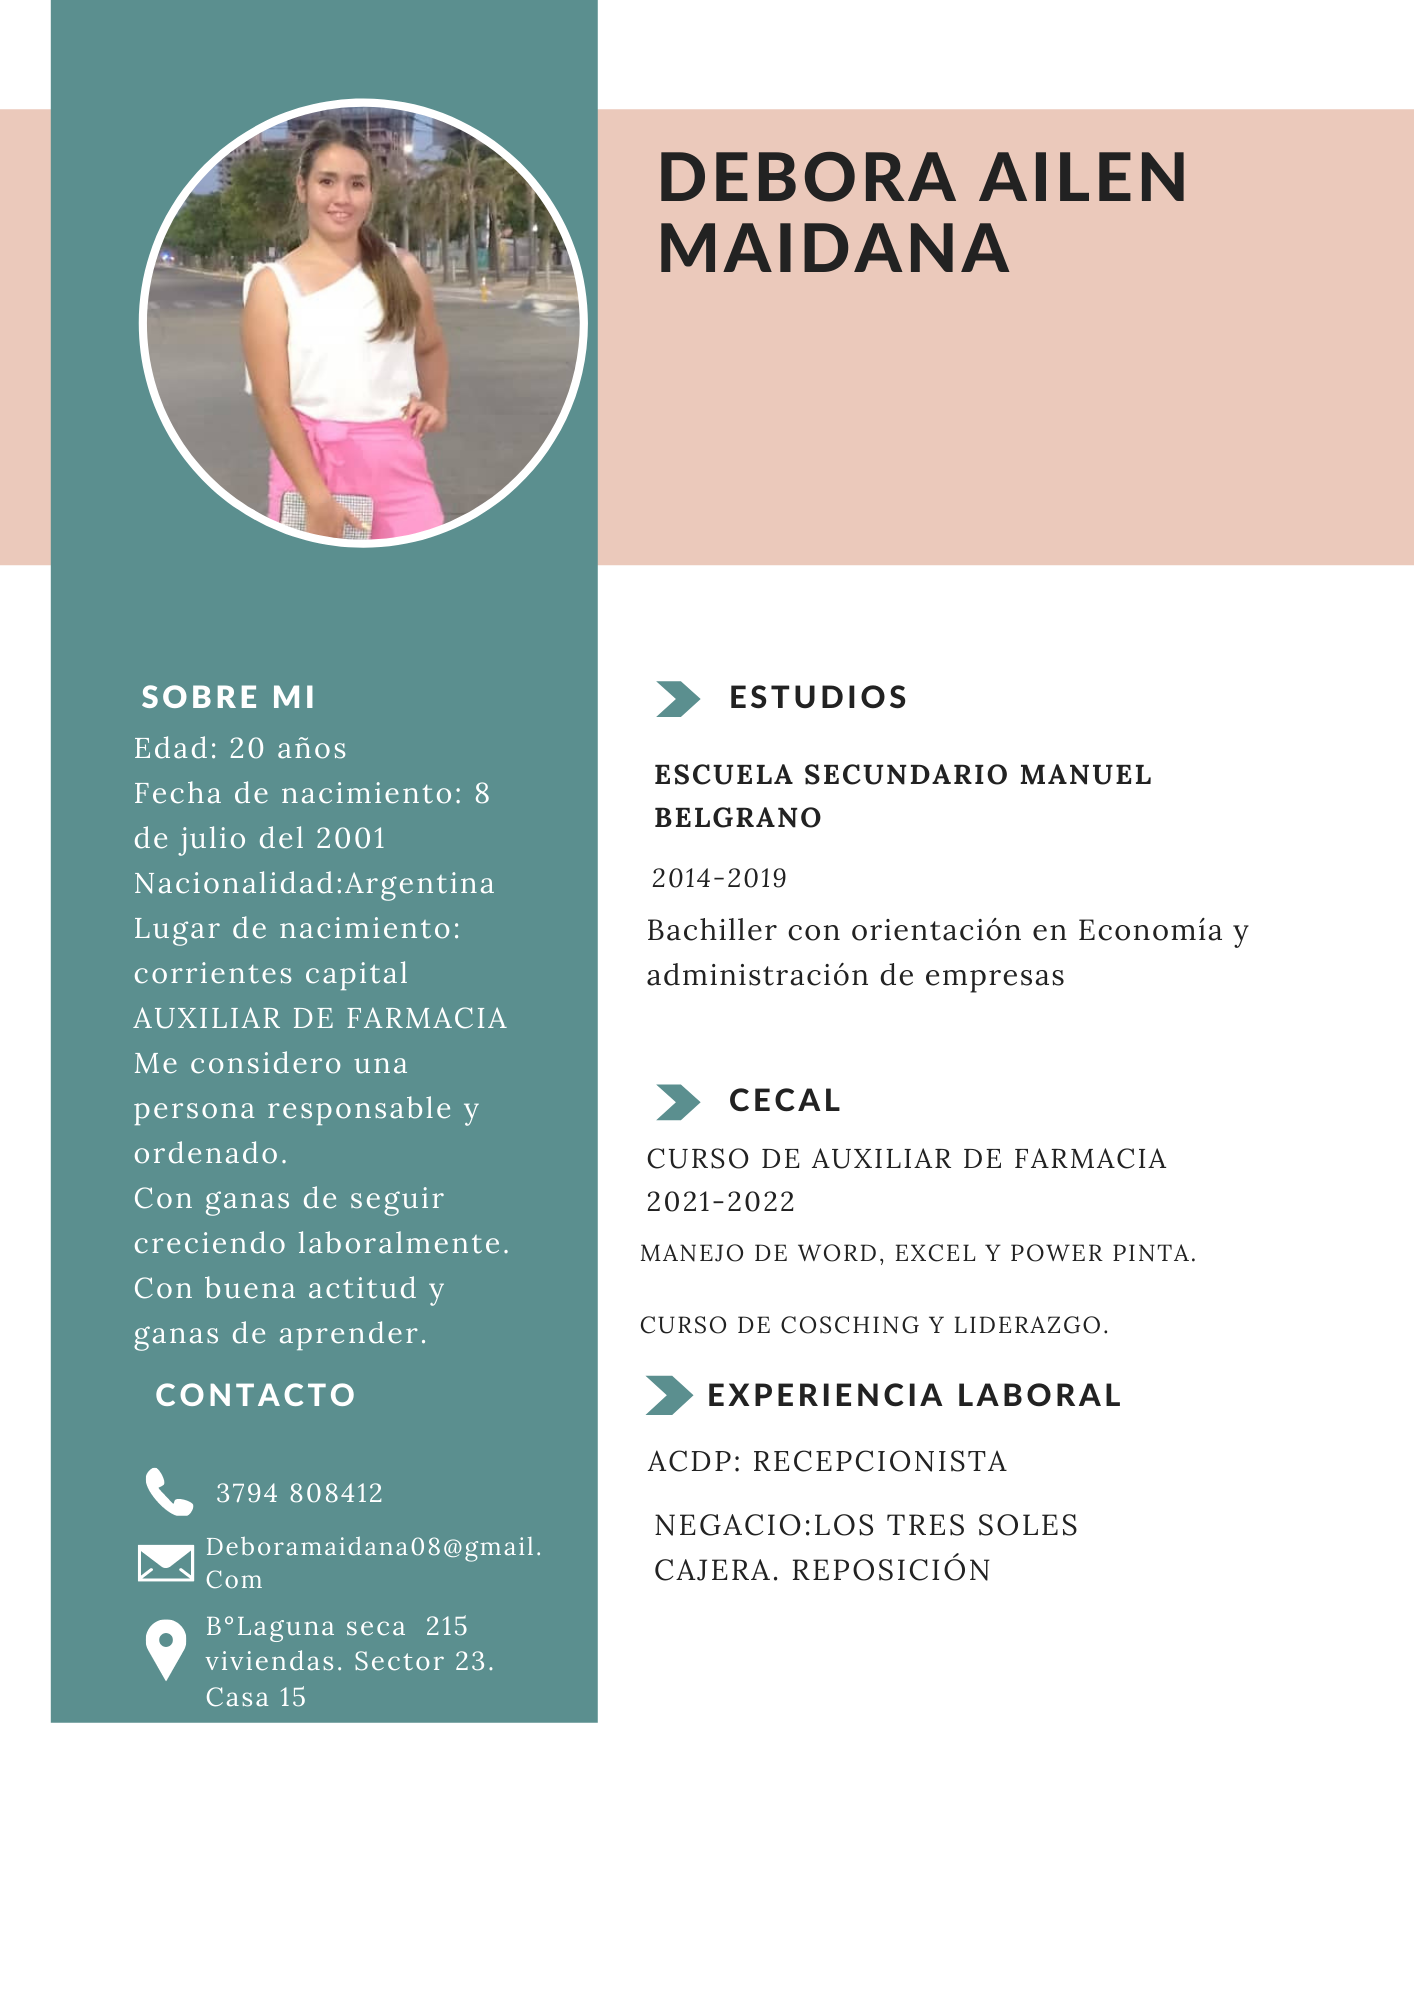 DEBORA AILEN
MAIDANA
SOBRE MI
Edad: 20 años
Fecha de nacimiento: 8
de julio del 2001
Nacionalidad:Argentina
Lugar de nacimiento:
corrientes capital
AUXILIAR DE FARMACIA
Me considero una
persona responsable y
ordenado.
Con ganas de seguir
creciendo laboralmente.
Con buena actitud y
ganas de aprender.
CONTACTO
3794 808412
Deboramaidana08@gmail.
Com
B°Laguna seca  215
viviendas. Sector 23.
Casa 15
ESTUDIOS
ESCUELA SECUNDARIO MANUEL
BELGRANO
2014-2019
Bachiller con orientación en Economía y
administración de empresas
CECAL
CURSO DE AUXILIAR DE FARMACIA
2021-2022
MANEJO DE WORD, EXCEL Y POWER PINTA.
CURSO DE COSCHING Y LIDERAZGO.
EXPERIENCIA LABORAL
ACDP: RECEPCIONISTA
NEGACIO:LOS TRES SOLES
CAJERA. REPOSICIÓN